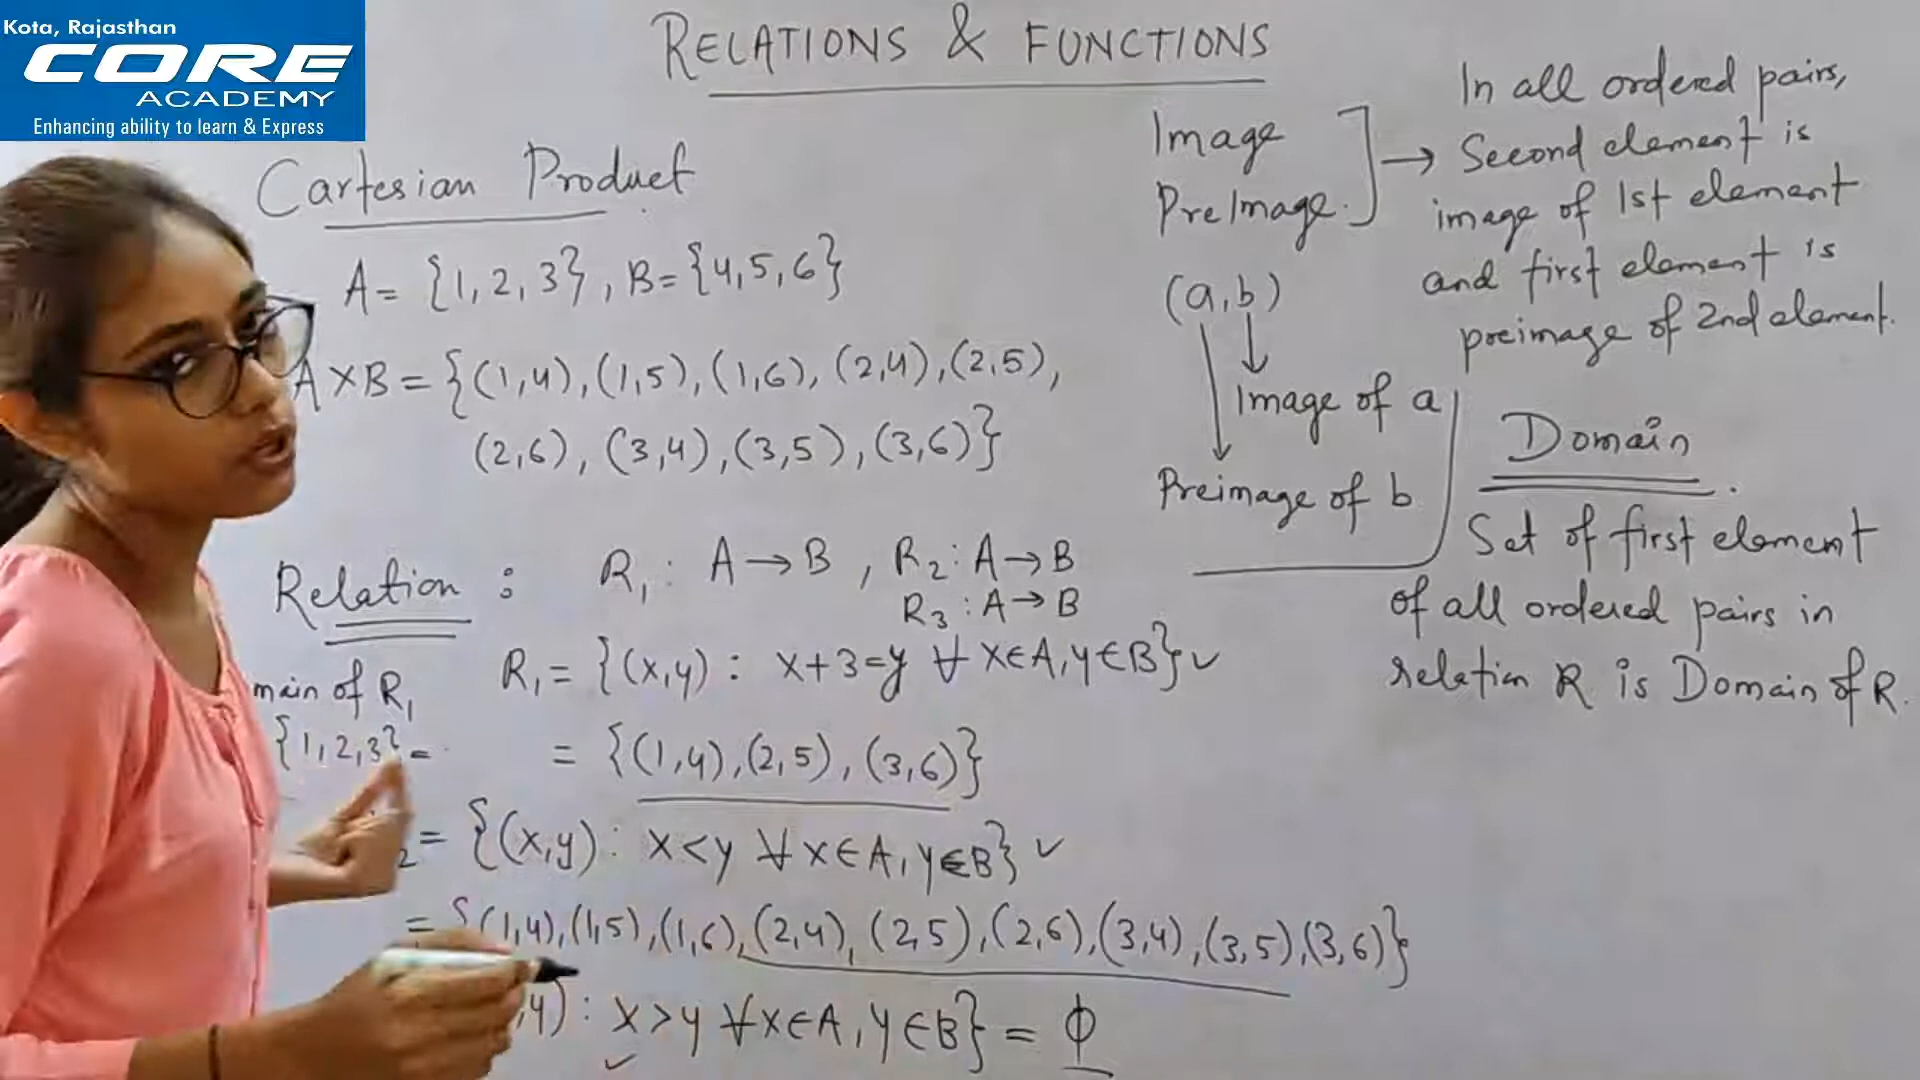 Kota, Rajasthan
CORE
ACADEMY
Enhancing ability to learn & Express
RELATIONS & FUNCTIONS
Cartesian Product
A = {1, 2, 3}, B = {4, 5, 6}
A × B = {(1,4), (1,5), (1,6), (2,4), (2,5),
(2,6), (3,4), (3,5), (3,6)}
Relation : R₁ : A → B , R₂ : A → B
R₃ : A → B
R₁ = {(x,y) : x+3=y ∀ x∈A, y∈B} ✓
main of R₁
{1,2,3} =
= {(1,4), (2,5), (3,6)}
₂ = {(x,y) : x<y ∀ x∈A, y∈B} ✓
= {(1,4), (1,5), (1,6), (2,4), (2,5), (2,6), (3,4), (3,5), (3,6)}
,y) : x>y ∀x∈A, y∈B} = ϕ
✓
Image
PreImage
→ In all ordered pairs,
Second element is
image of 1st element
and first element is
preimage of 2nd element.
(a,b)
Image of a
Preimage of b
Domain
Set of first element
of all ordered pairs in
relation R is Domain of R.